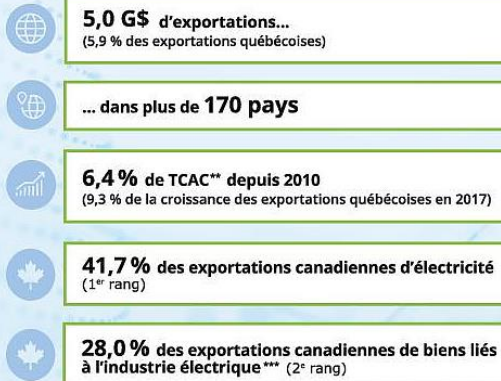 5,0 G$ d'exportations...
(5,9 % des exportations québécoises)
... dans plus de 170 pays
6,4 % de TCAC** depuis 2010
(9,3 % de la croissance des exportations québécoises en 2017)
41,7 % des exportations canadiennes d'électricité
(1er rang)
28,0 % des exportations canadiennes de biens liés
à l'industrie électrique*** (2e rang)